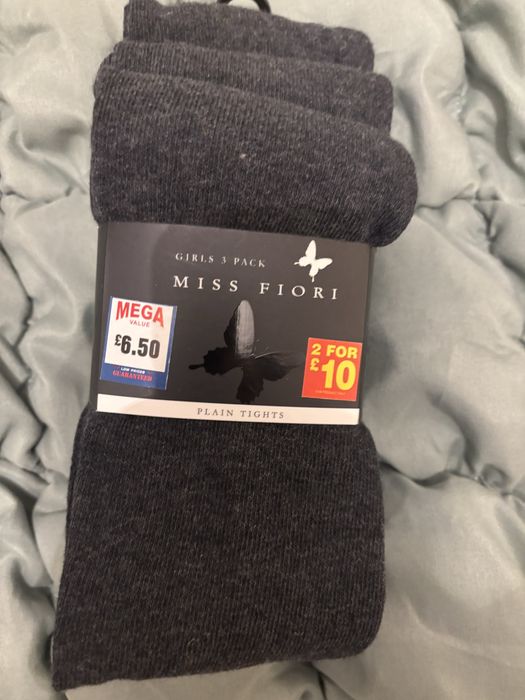 GIRLS 3 PACK
MISS FIORI
MEGA
VALUE
£6.50
LOW PRICES
GUARANTEED
2 FOR
£10
PLAIN TIGHTS